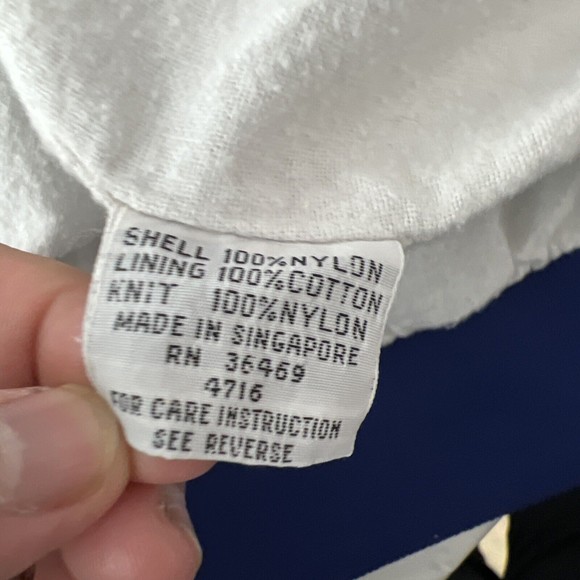 SHELL 100%NYLON
LINING 100%COTTON
KNIT 100%NYLON
MADE IN SINGAPORE
RN 36469
4716
FOR CARE INSTRUCTION
SEE REVERSE